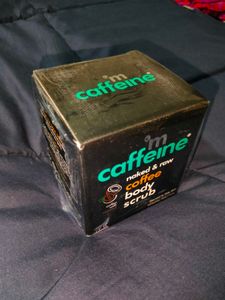 'm
caffeine
'm
caffeine
naked & raw
coffee
body
scrub